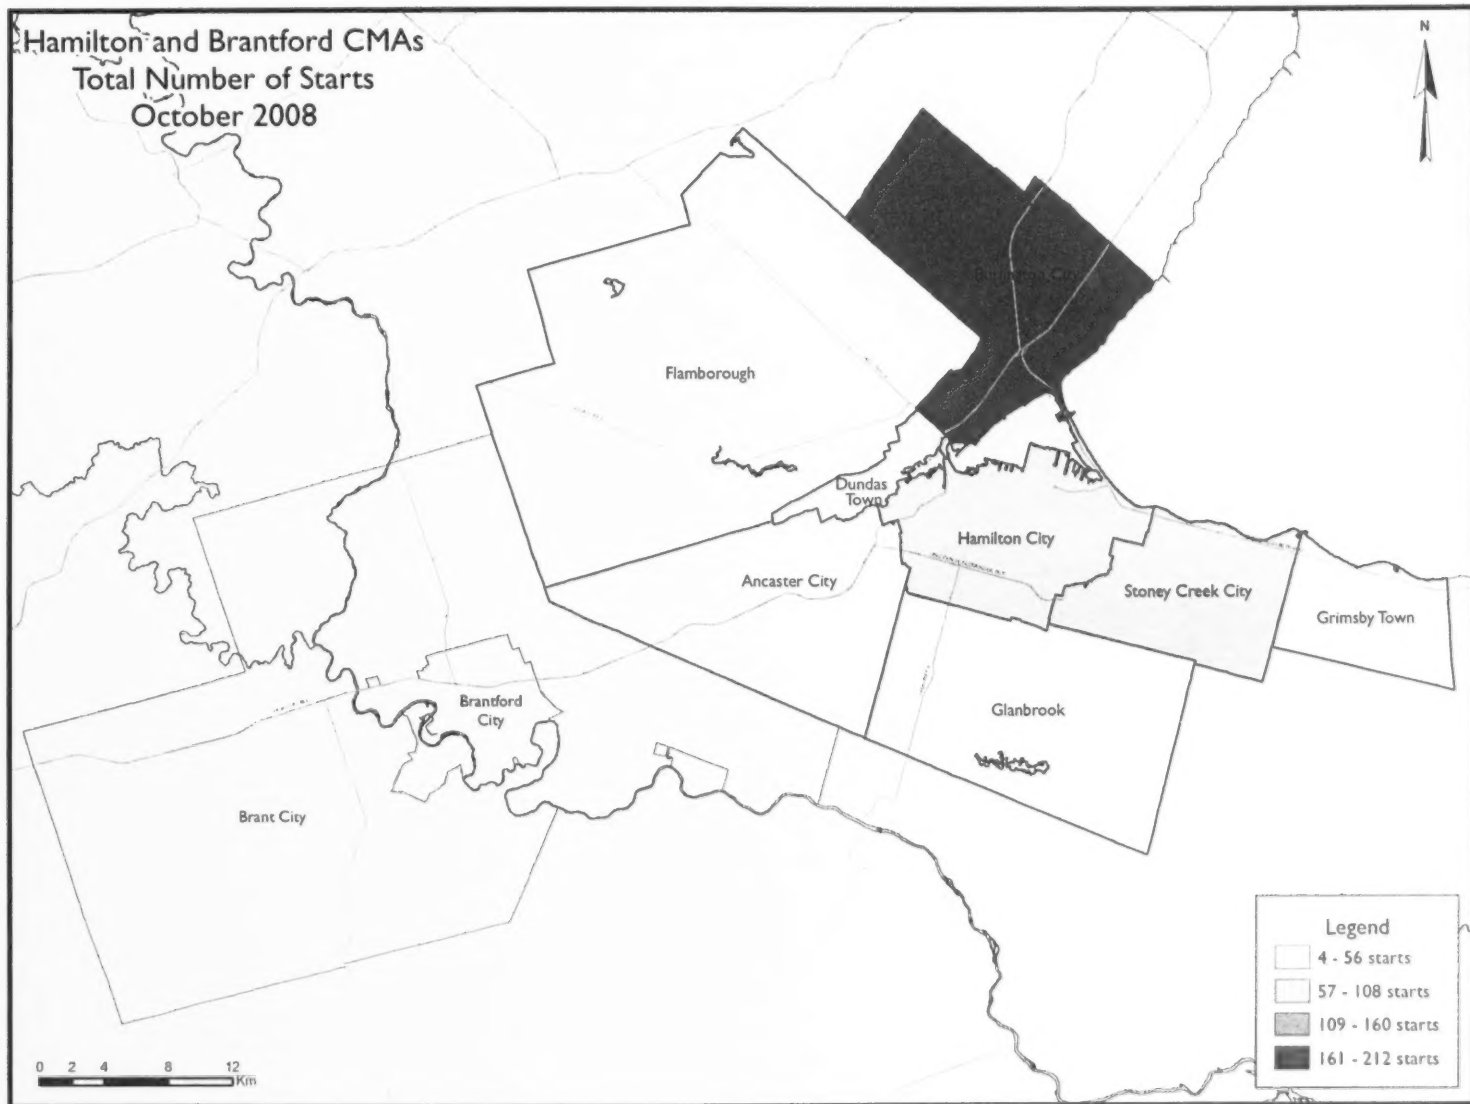 Hamilton and Brantford CMAs
Total Number of Starts
October 2008
N
Burlington City
Flamborough
Dundas
Town
Hamilton City
Ancaster City
Stoney Creek City
Grimsby Town
Brantford
City
Glanbrook
Brant City
Legend
4 - 56 starts
57 - 108 starts
109 - 160 starts
161 - 212 starts
0 2 4 8 12
Km